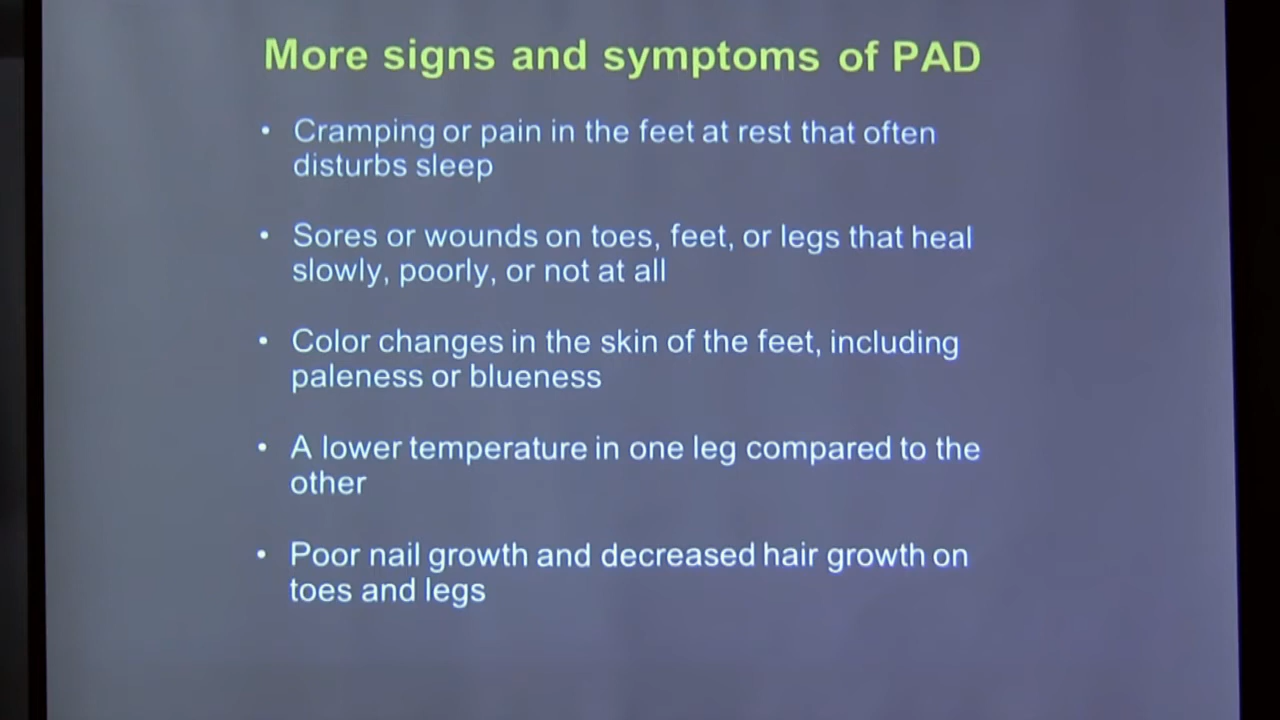 More signs and symptoms of PAD
• Cramping or pain in the feet at rest that often
disturbs sleep
• Sores or wounds on toes, feet, or legs that heal
slowly, poorly, or not at all
• Color changes in the skin of the feet, including
paleness or blueness
• A lower temperature in one leg compared to the
other
• Poor nail growth and decreased hair growth on
toes and legs